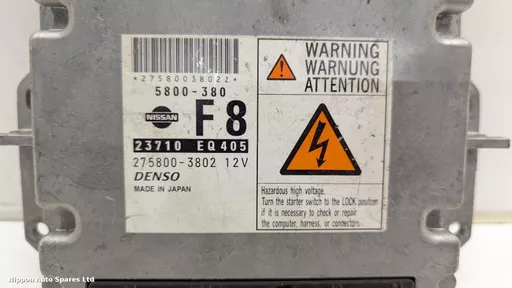 *2758003802z*
5800-380
NISSAN
F8
23710 EQ405
275800-3802 12V
DENSO
MADE IN JAPAN
WARNING
WARNUNG
ATTENTION
Hazardous high voltage.
Turn the starter switch to the LOCK position
if it is necessary to check or repair
the computer, harness, or connectors.
Nippon Auto Spares Ltd